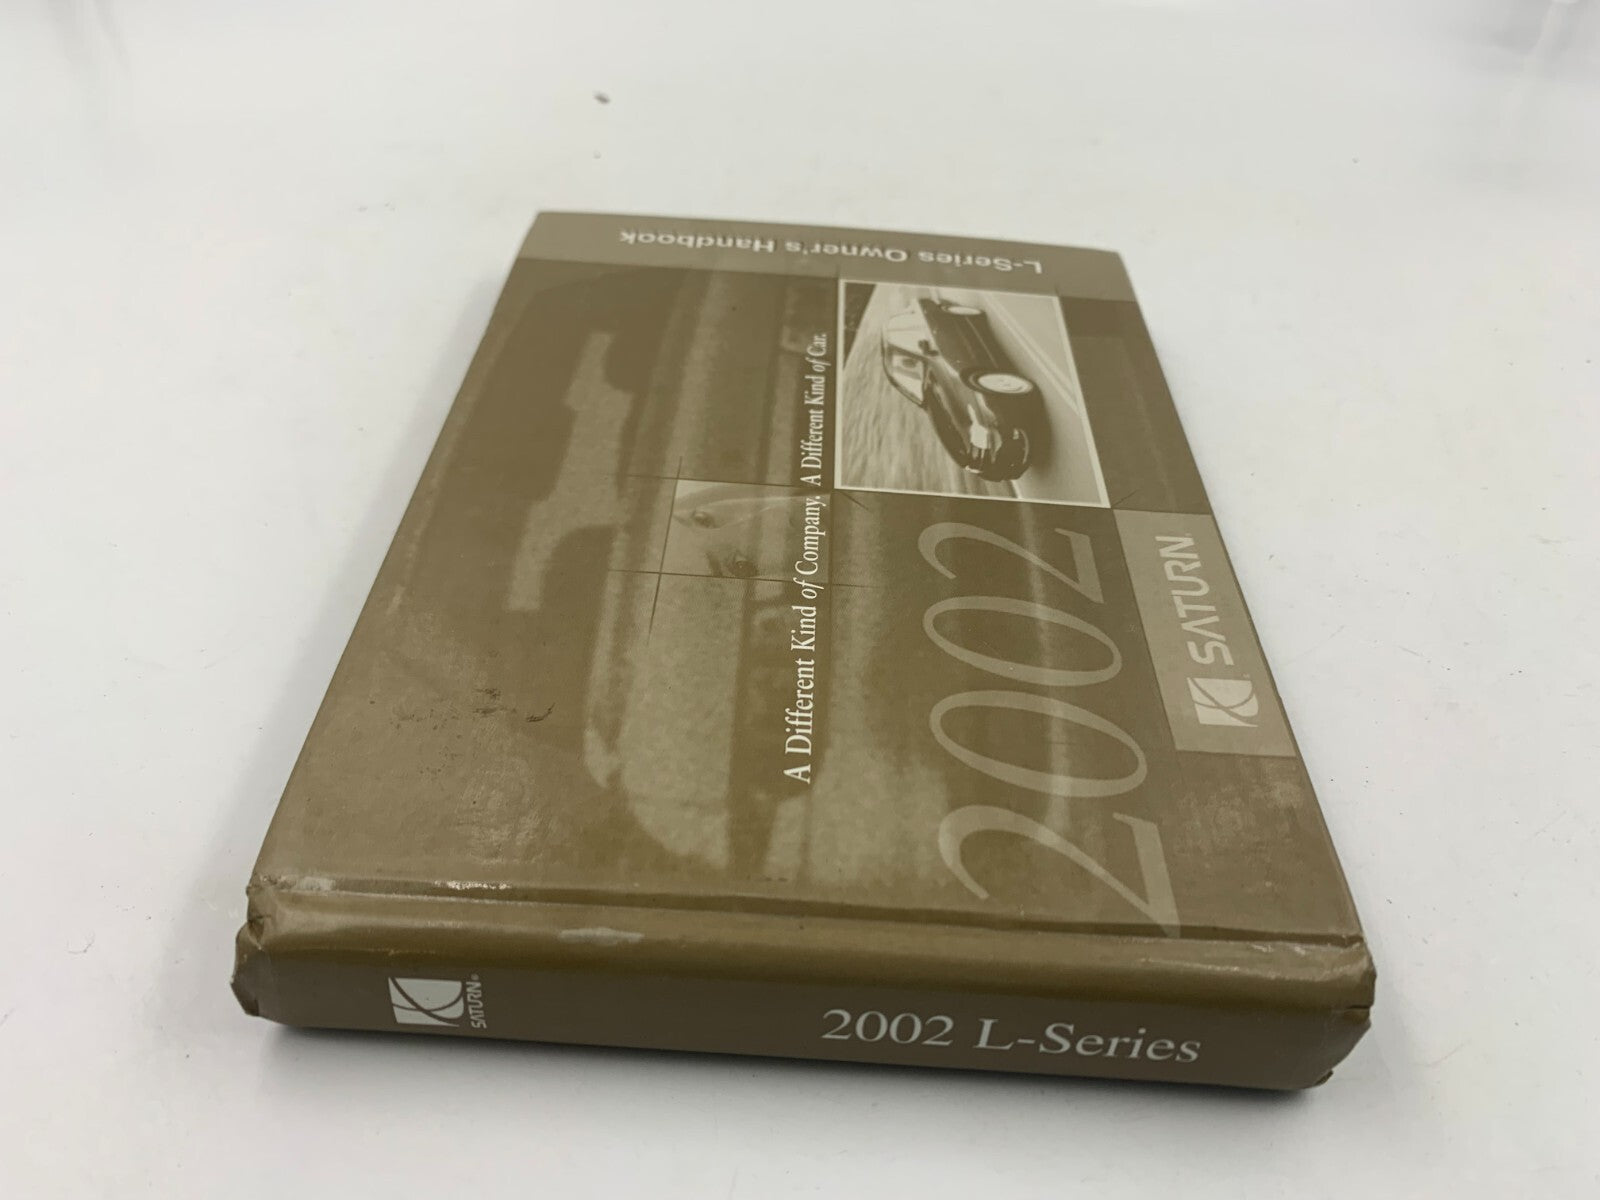 L-Series Owner's Handbook
A Different Kind of Company. A Different Kind of Car.
2002
SATURN
SATURN®
2002 L-Series